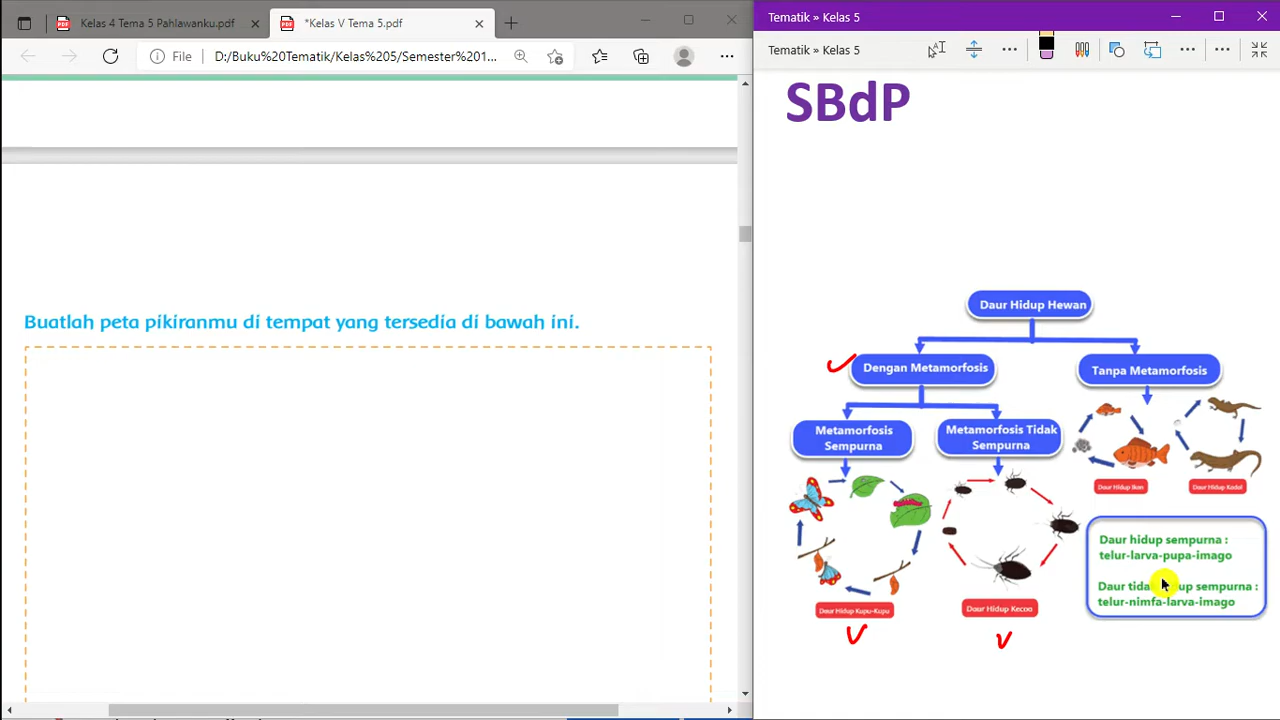 Kelas 4 Tema 5 Pahlawanku.pdf
*Kelas V Tema 5.pdf
File
D:/Buku%20Tematik/Kelas%205/Semester%201...
Buatlah peta pikiranmu di tempat yang tersedia di bawah ini.
Tematik » Kelas 5
Tematik » Kelas 5
SBdP
Daur Hidup Hewan
Dengan Metamorfosis
Tanpa Metamorfosis
Metamorfosis
Sempurna
Metamorfosis Tidak
Sempurna
Daur Hidup Ikan
Daur Hidup Kadal
Daur hidup sempurna :
telur-larva-pupa-imago
Daur hidup sempurna :
telur-nimfa-larva-imago
Daur Hidup Kupu-Kupu
Daur Hidup Kecoa